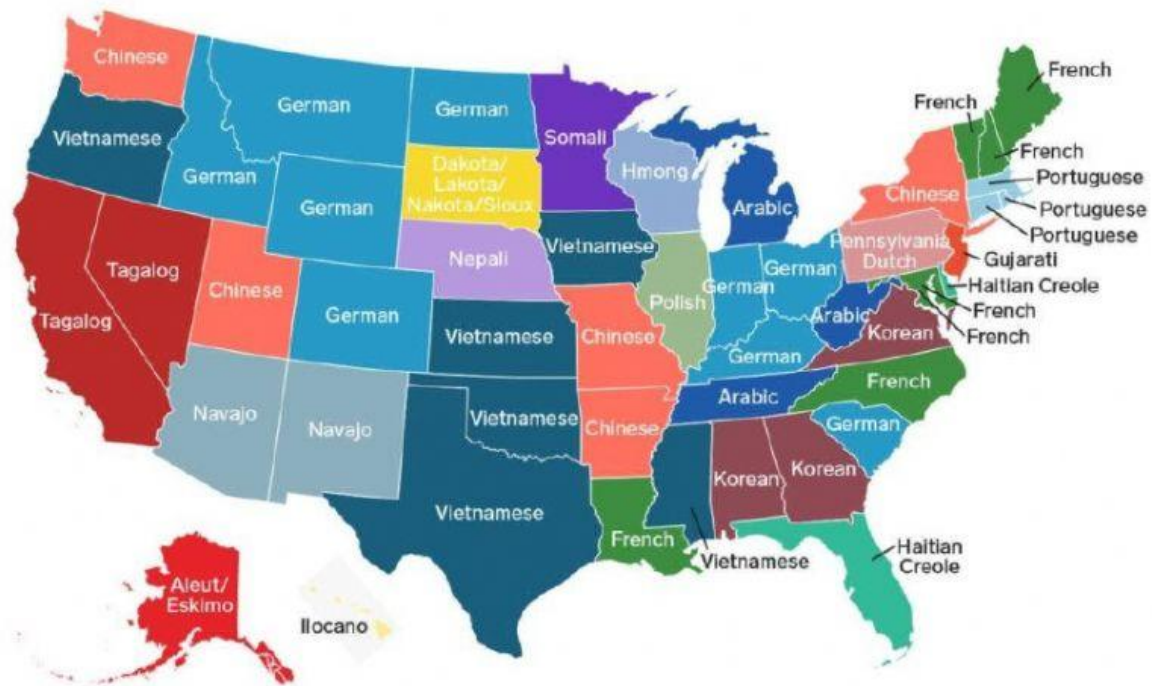 Chinese
Vietnamese
German
German
German
German
Somali
Dakota/
Lakota/
Nakota/Sioux
Hmong
Arabic
French
French
French
Portuguese
Portuguese
Portuguese
Chinese
Pennsylvania
Dutch
Gujarati
Haitian Creole
French
French
Tagalog
Tagalog
Chinese
German
Nepali
Vietnamese
Vietnamese
Polish
German
German
German
Arabic
Korean
Chinese
Navajo
Navajo
Vietnamese
Chinese
Arabic
French
German
Vietnamese
French
Vietnamese
Korean
Korean
Haitian
Creole
Aleut/
Eskimo
Ilocano